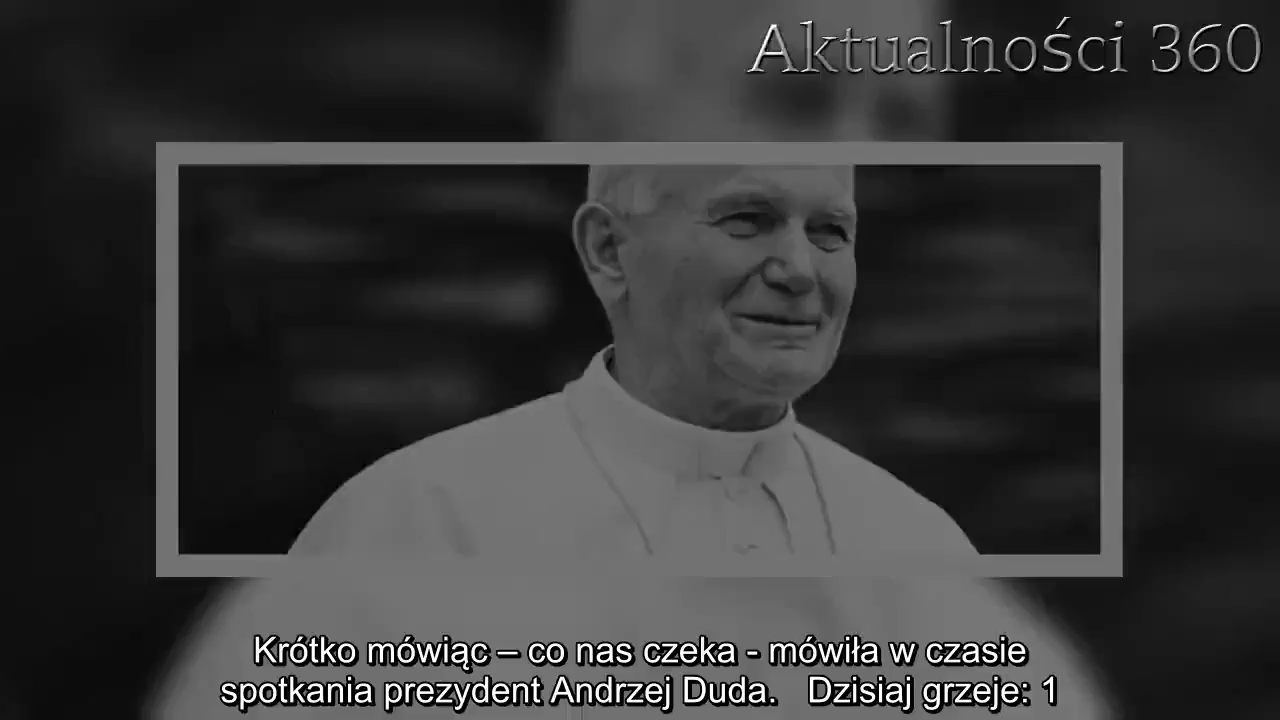 Aktualności 360
Krótko mówiąc – co nas czeka - mówiła w czasie
spotkania prezydent Andrzej Duda.   Dzisiaj grzeje: 1